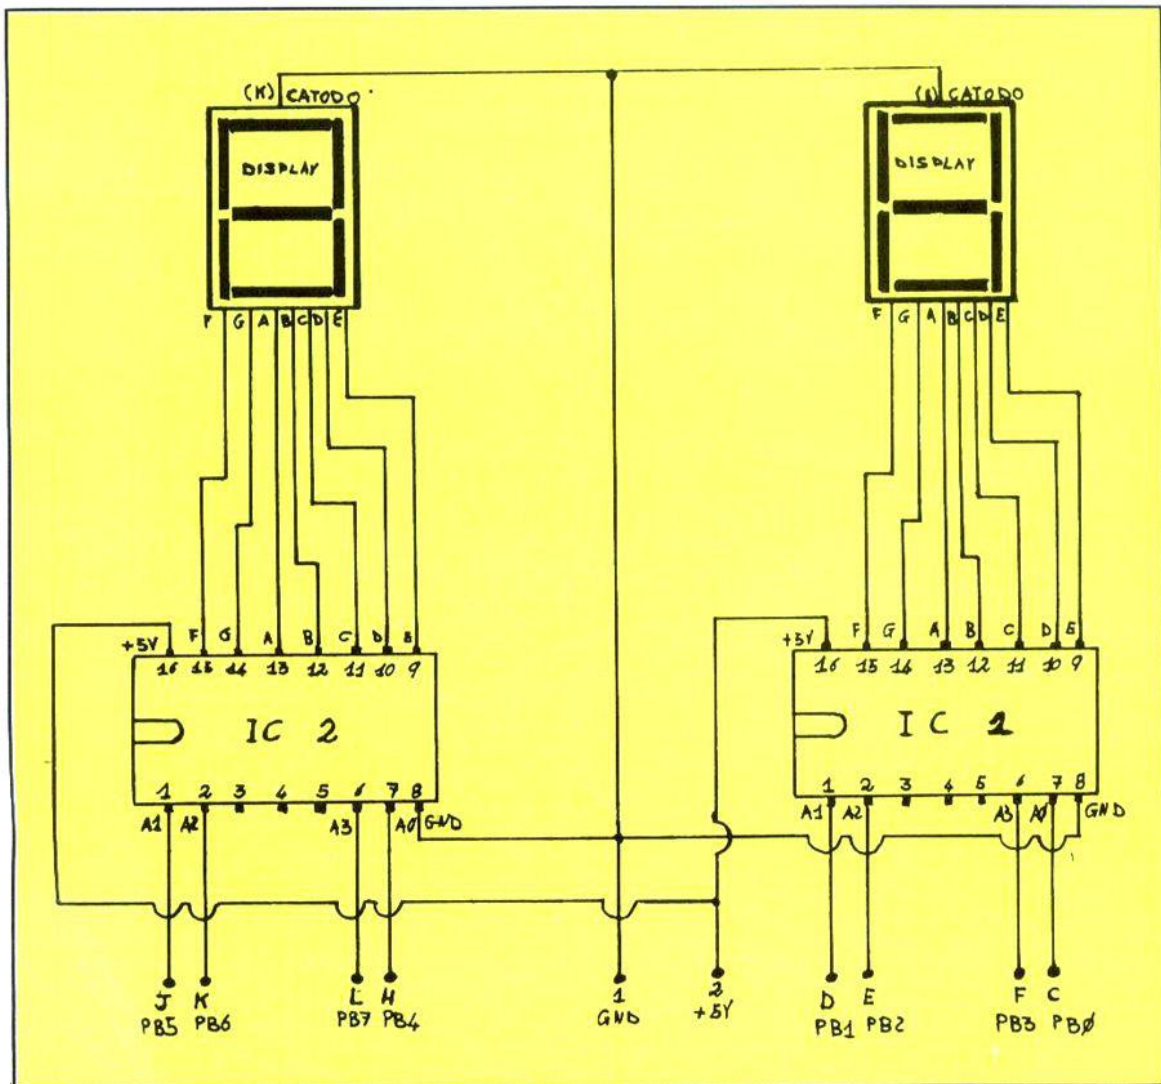 (K) CATODO
(K) CATODO
DISPLAY
DISPLAY
F G A B C D E
F G A B C D E
+5V F G A B C D E
+5V F G A B C D E
16 15 14 13 12 11 10 9
16 15 14 13 12 11 10 9
IC 2
IC 1
1 2 3 4 5 6 7 8
1 2 3 4 5 6 7 8
A1 A2 A3 A0 GND
A1 A2 A3 AØ GND
J K L H 1 2 D E F C
PB5 PB6 PB7 PB4 GND +5V PB1 PB2 PB3 PBØ